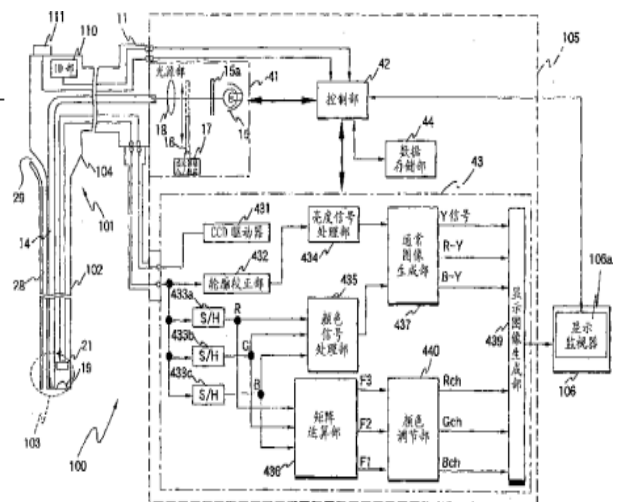 111
110
11
ID部
光源部
15a
41
42
105
控制部
18
15
16
17
44
数据
存储部
43
29
104
101
14
431
CCD驱动器
亮度信号
处理部
434
Y信号
R-Y
B-Y
通常
图像
生成部
437
432
轮廓校正部
28
102
433a
S/H
R
435
颜色
信号
处理部
433b
S/H
G
433c
S/H
B
显示图像生成部
439
106a
显示
监视器
106
21
19
103
100
矩阵
运算部
436
F3
F2
F1
440
颜色
调节部
Rch
Gch
Bch